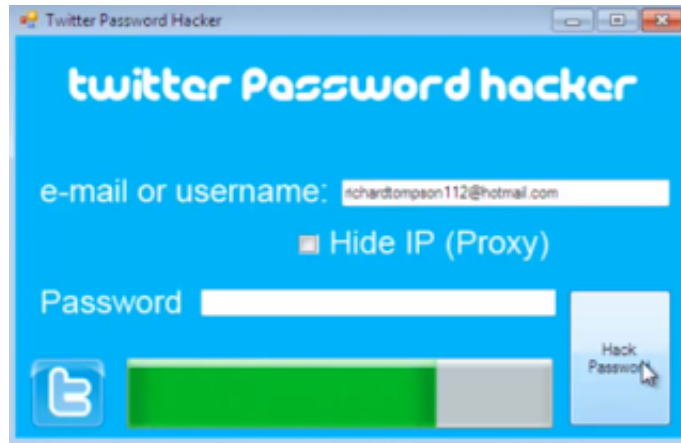 Twitter Password Hacker
twitter Password hacker
e-mail or username: richardtompson112@hotmail.com
Hide IP (Proxy)
Password
Hack
Password